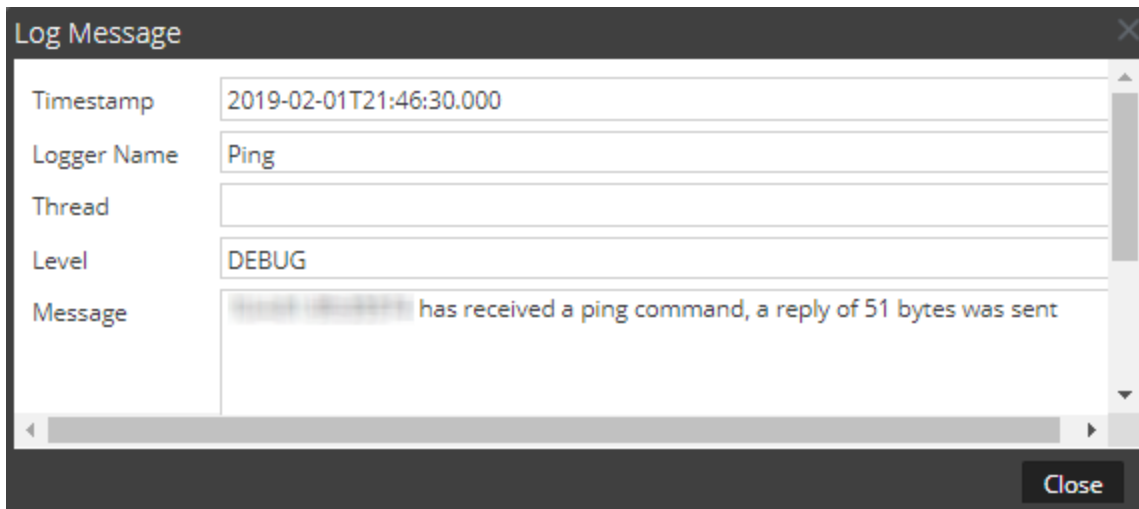 Log Message
Timestamp 2019-02-01T21:46:30.000
Logger Name Ping
Thread
Level DEBUG
Message has received a ping command, a reply of 51 bytes was sent
Close